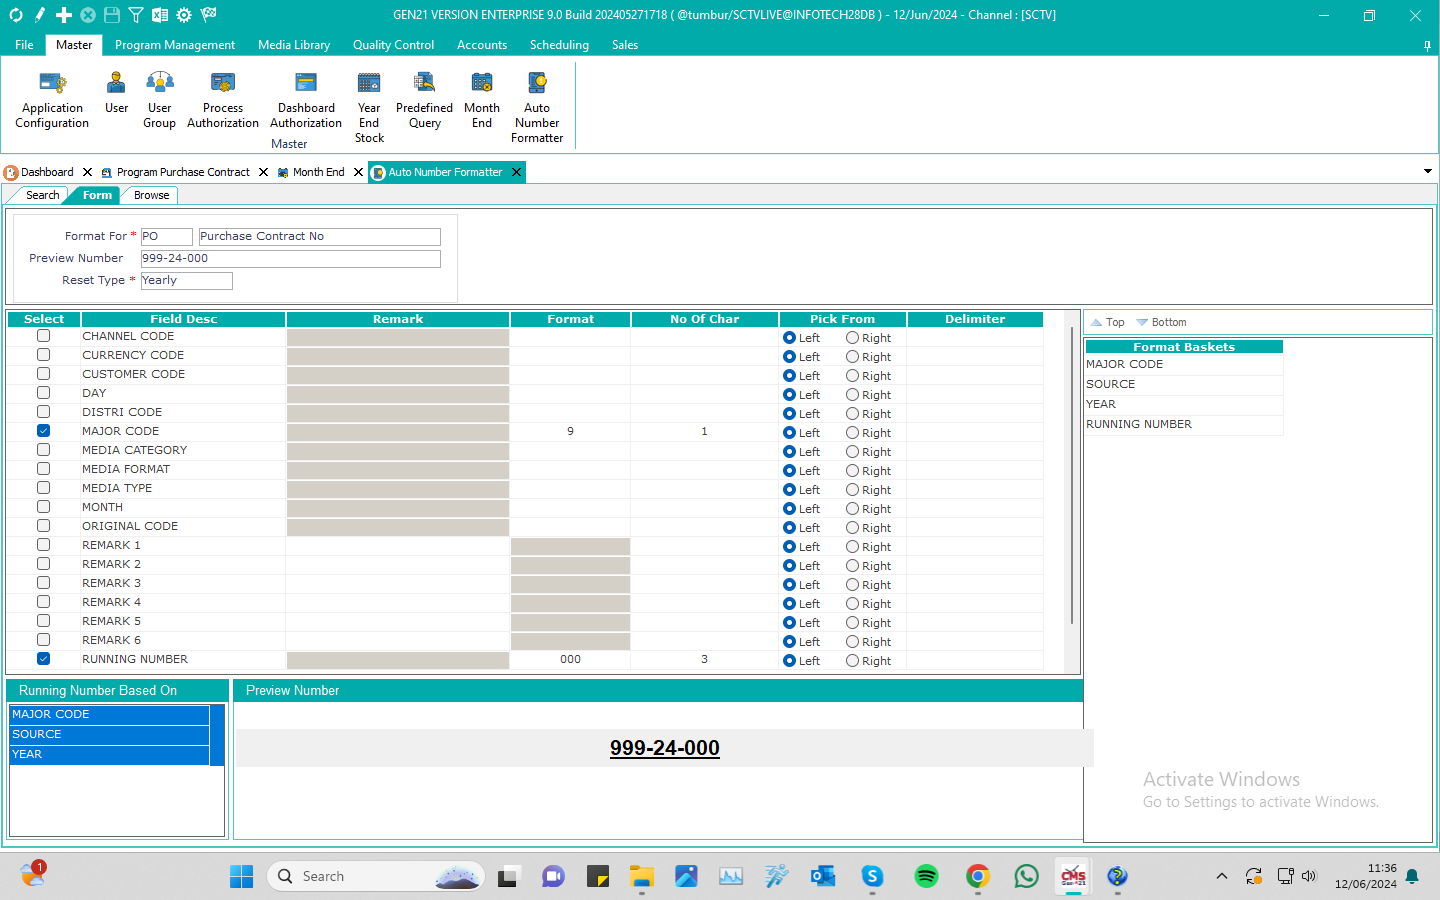 GEN21 VERSION ENTERPRISE 9.0 Build 202405271718 ( @tumbur/SCTVLIVE@INFOTECH28DB ) - 12/Jun/2024 - Channel : [SCTV]
File Master Program Management Media Library Quality Control Accounts Scheduling Sales
Application Configuration
User
User Group
Process Authorization
Dashboard Authorization
Year End Stock
Predefined Query
Month End
Auto Number Formatter
Master
Dashboard Program Purchase Contract Month End Auto Number Formatter
Search Form Browse
Format For * PO Purchase Contract No
Preview Number 999-24-000
Reset Type * Yearly
Select Field Desc Remark Format No Of Char Pick From Delimiter
CHANNEL CODE Left Right
CURRENCY CODE Left Right
CUSTOMER CODE Left Right
DAY Left Right
DISTRI CODE Left Right
MAJOR CODE 9 1 Left Right
MEDIA CATEGORY Left Right
MEDIA FORMAT Left Right
MEDIA TYPE Left Right
MONTH Left Right
ORIGINAL CODE Left Right
REMARK 1 Left Right
REMARK 2 Left Right
REMARK 3 Left Right
REMARK 4 Left Right
REMARK 5 Left Right
REMARK 6 Left Right
RUNNING NUMBER 000 3 Left Right
Top Bottom
Format Baskets
MAJOR CODE
SOURCE
YEAR
RUNNING NUMBER
Running Number Based On
MAJOR CODE
SOURCE
YEAR
Preview Number
999-24-000
Activate Windows
Go to Settings to activate Windows.
1
Search
CMS
Gen+21
11:36
12/06/2024